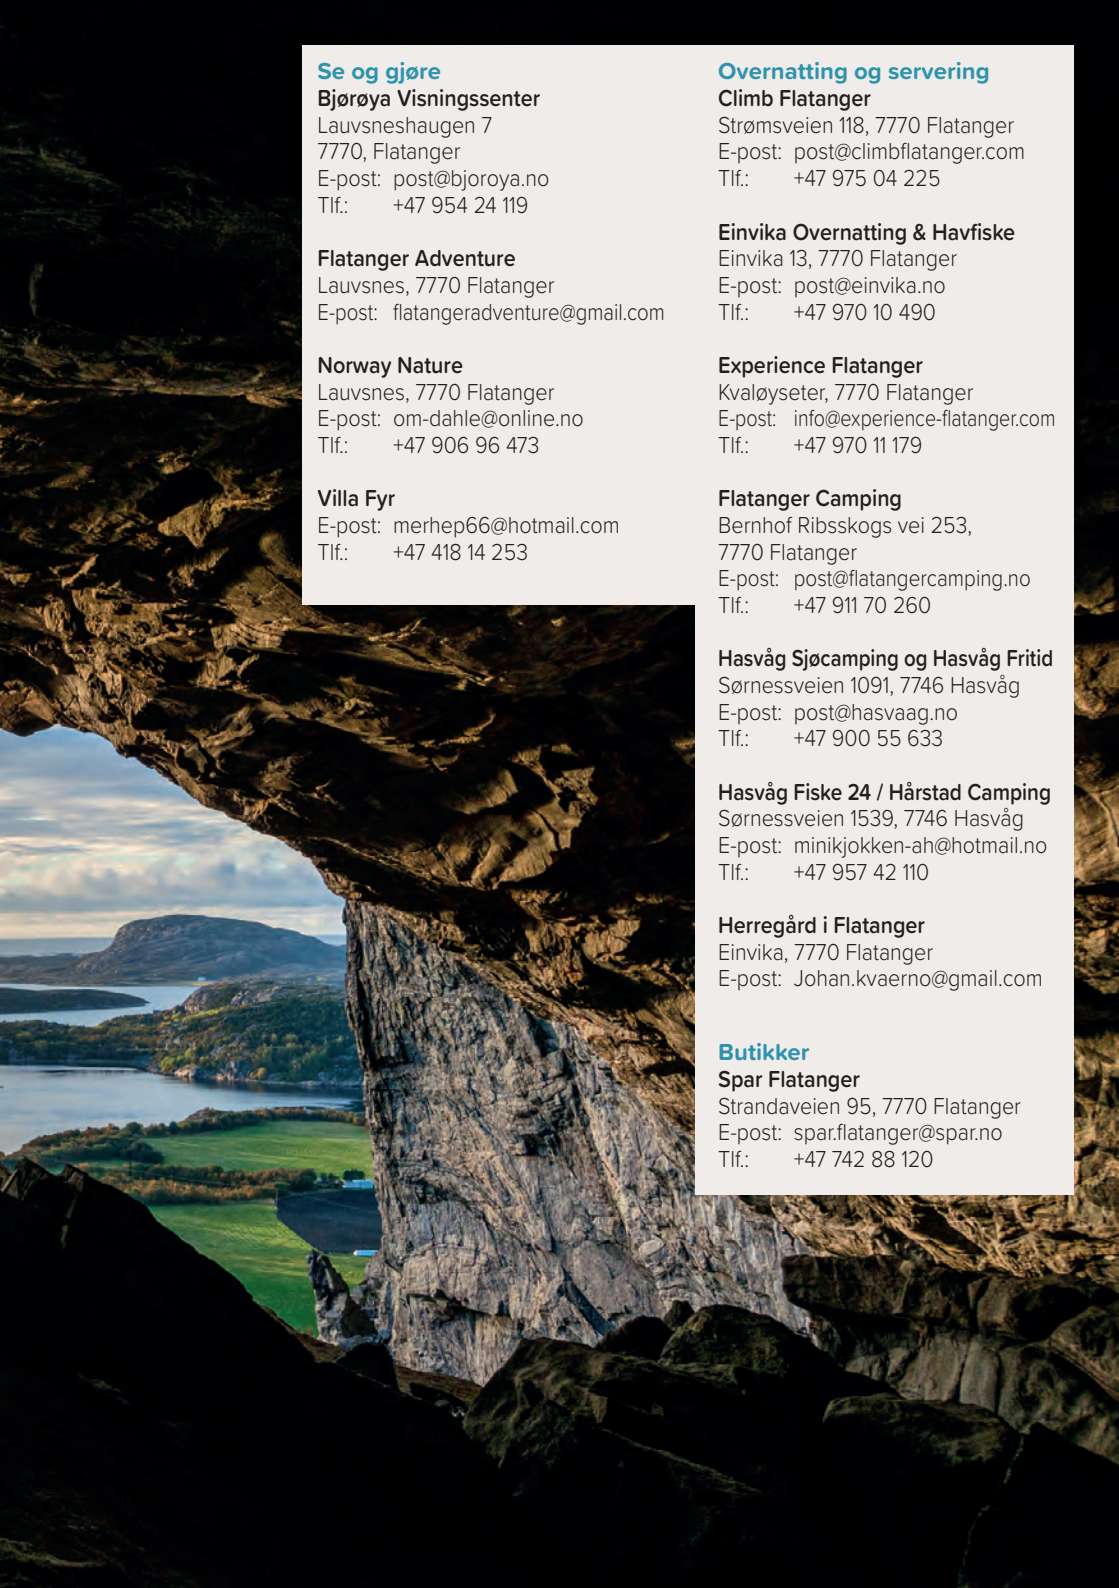 Se og gjøre
Bjørøya Visningssenter
Lauvsneshaugen 7
7770, Flatanger
E-post: post@bjoroya.no
Tlf.: +47 954 24 119
Flatanger Adventure
Lauvsnes, 7770 Flatanger
E-post: flatangeradventure@gmail.com
Norway Nature
Lauvsnes, 7770 Flatanger
E-post: om-dahle@online.no
Tlf.: +47 906 96 473
Villa Fyr
E-post: merhep66@hotmail.com
Tlf.: +47 418 14 253
Overnatting og servering
Climb Flatanger
Strømsveien 118, 7770 Flatanger
E-post: post@climbflatanger.com
Tlf.: +47 975 04 225
Einvika Overnatting & Havfiske
Einvika 13, 7770 Flatanger
E-post: post@einvika.no
Tlf.: +47 970 10 490
Experience Flatanger
Kvaløyseter, 7770 Flatanger
E-post: info@experience-flatanger.com
Tlf.: +47 970 11 179
Flatanger Camping
Bernhof Ribsskogs vei 253,
7770 Flatanger
E-post: post@flatangercamping.no
Tlf.: +47 911 70 260
Hasvåg Sjøcamping og Hasvåg Fritid
Sørnessveien 1091, 7746 Hasvåg
E-post: post@hasvaag.no
Tlf.: +47 900 55 633
Hasvåg Fiske 24 / Hårstad Camping
Sørnessveien 1539, 7746 Hasvåg
E-post: minikjokken-ah@hotmail.no
Tlf.: +47 957 42 110
Herregård i Flatanger
Einvika, 7770 Flatanger
E-post: Johan.kvaerno@gmail.com
Butikker
Spar Flatanger
Strandaveien 95, 7770 Flatanger
E-post: spar.flatanger@spar.no
Tlf.: +47 742 88 120